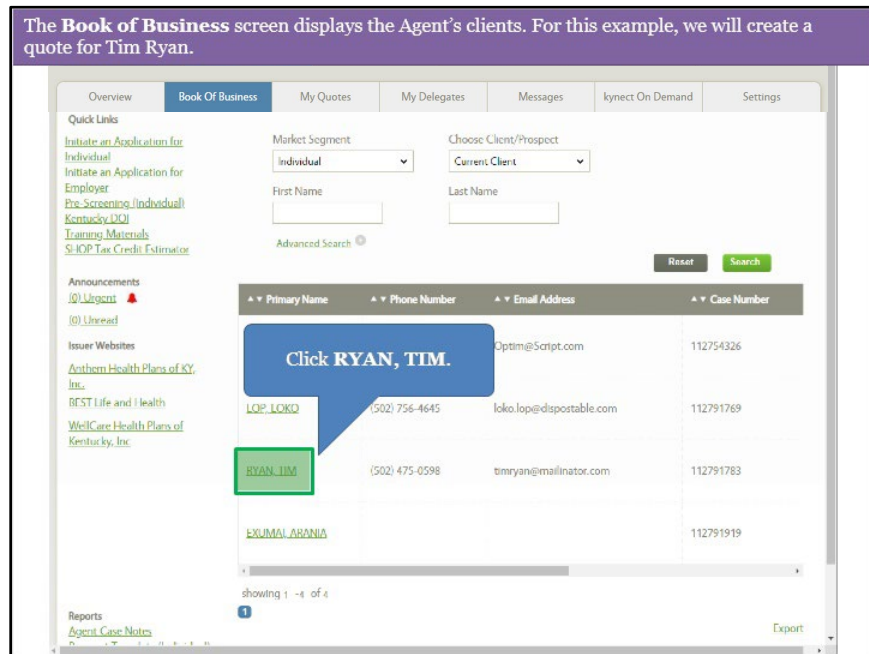 The Book of Business screen displays the Agent's clients. For this example, we will create a
quote for Tim Ryan.
Overview
Book Of Business
My Quotes
My Delegates
Messages
kynect On Demand
Settings
Quick Links
Initiate an Application for
Individual
Initiate an Application for
Employer
Pre-Screening (Individual)
Kentucky DOI
Training Materials
SHOP Tax Credit Estimator
Announcements
(0) Urgent
(0) Unread
Issuer Websites
Anthem Health Plans of KY,
Inc.
BEST Life and Health
WellCare Health Plans of
Kentucky, Inc
Reports
Agent Case Notes
Market Segment
Choose Client/Prospect
Individual
Current Client
First Name
Last Name
Advanced Search
Reset
Search
Primary Name
Phone Number
Email Address
Case Number
Click RYAN, TIM.
Optim@Script.com
112754326
LOP, LOKO
(502) 756-4645
loko.lop@dispostable.com
112791769
RYAN, TIM
(502) 475-0598
timryan@mailinator.com
112791783
EXUMAI, ARANIA
112791919
showing 1 -4 of 4
1
Export